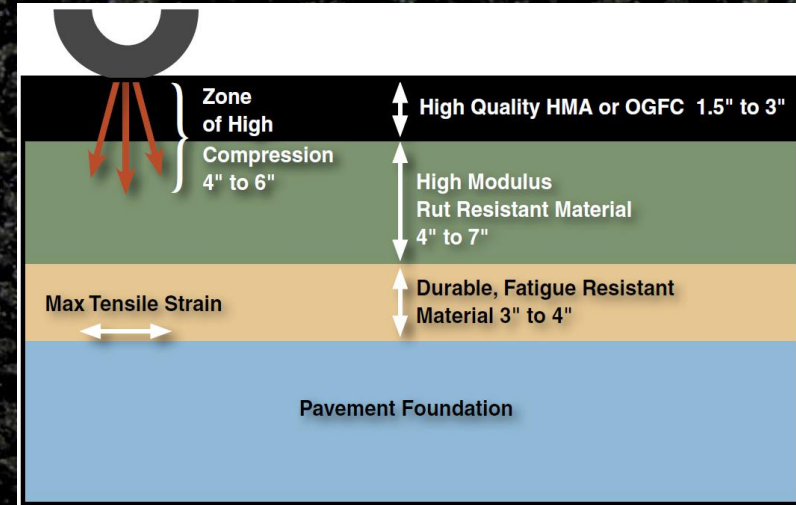 Zone
of High
Compression
4" to 6"
High Quality HMA or OGFC 1.5" to 3"
High Modulus
Rut Resistant Material
4" to 7"
Max Tensile Strain
Durable, Fatigue Resistant
Material 3" to 4"
Pavement Foundation